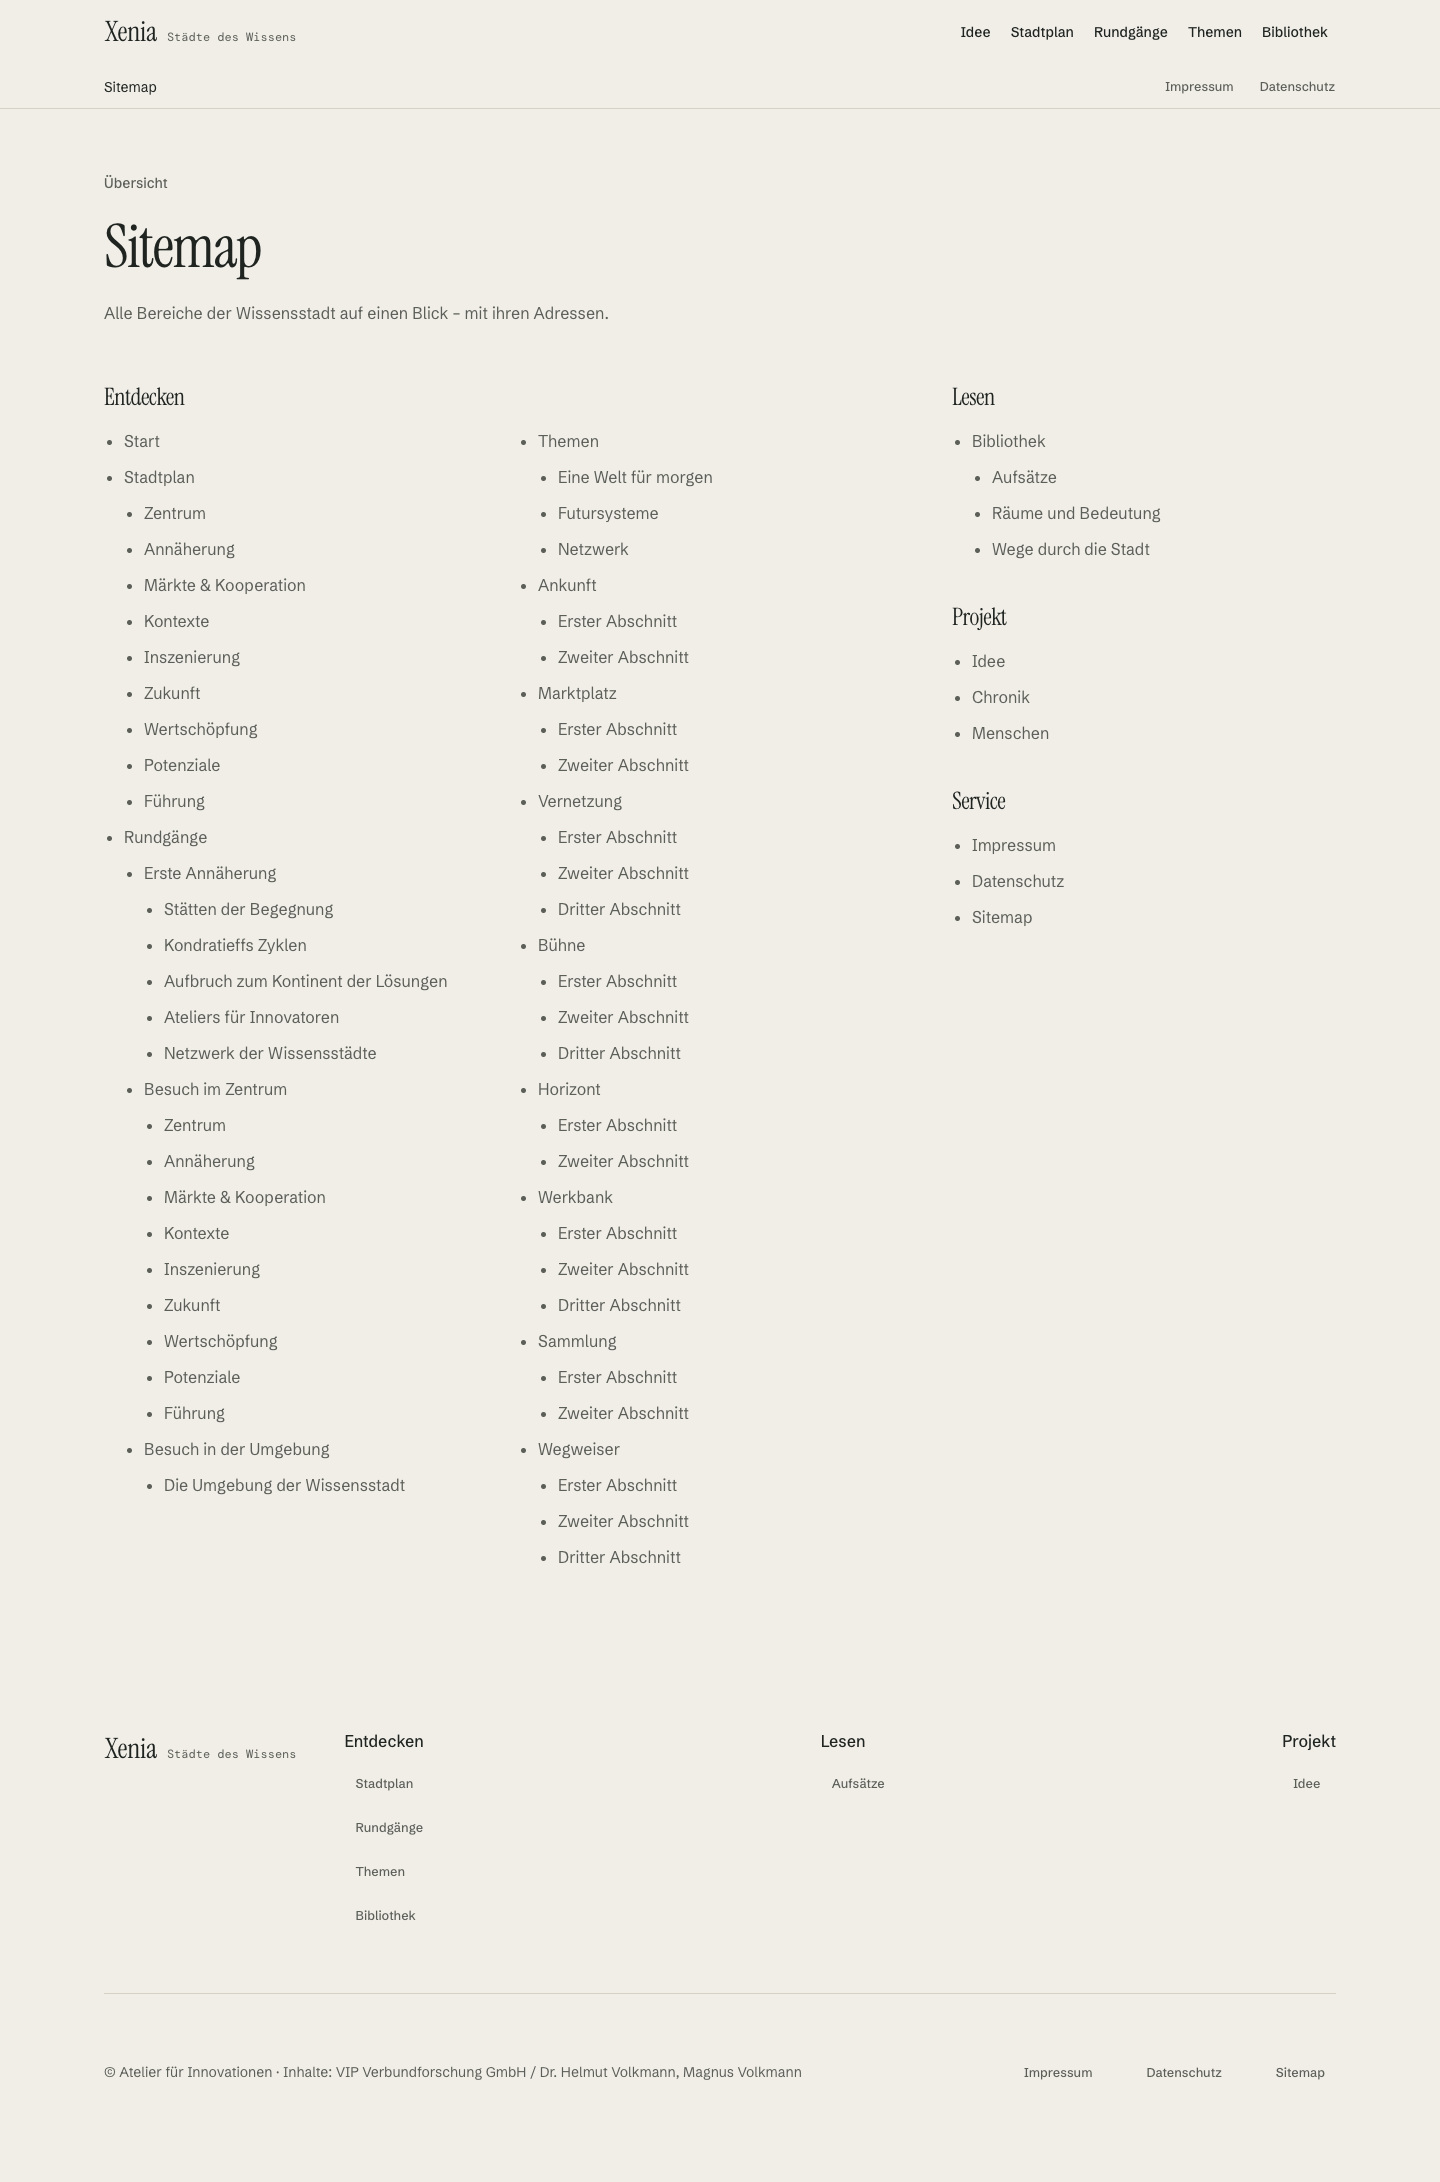 Xenia Städte des Wissens
Idee Stadtplan Rundgänge Themen Bibliothek
Sitemap
Impressum Datenschutz
Übersicht
Sitemap
Alle Bereiche der Wissensstadt auf einen Blick – mit ihren Adressen.
Entdecken
Start
Stadtplan
Zentrum
Annäherung
Märkte & Kooperation
Kontexte
Inszenierung
Zukunft
Wertschöpfung
Potenziale
Führung
Rundgänge
Erste Annäherung
Stätten der Begegnung
Kondratieffs Zyklen
Aufbruch zum Kontinent der Lösungen
Ateliers für Innovatoren
Netzwerk der Wissensstädte
Besuch im Zentrum
Zentrum
Annäherung
Märkte & Kooperation
Kontexte
Inszenierung
Zukunft
Wertschöpfung
Potenziale
Führung
Besuch in der Umgebung
Die Umgebung der Wissensstadt
Themen
Eine Welt für morgen
Futursysteme
Netzwerk
Ankunft
Erster Abschnitt
Zweiter Abschnitt
Marktplatz
Erster Abschnitt
Zweiter Abschnitt
Vernetzung
Erster Abschnitt
Zweiter Abschnitt
Dritter Abschnitt
Bühne
Erster Abschnitt
Zweiter Abschnitt
Dritter Abschnitt
Horizont
Erster Abschnitt
Zweiter Abschnitt
Werkbank
Erster Abschnitt
Zweiter Abschnitt
Dritter Abschnitt
Sammlung
Erster Abschnitt
Zweiter Abschnitt
Wegweiser
Erster Abschnitt
Zweiter Abschnitt
Dritter Abschnitt
Lesen
Bibliothek
Aufsätze
Räume und Bedeutung
Wege durch die Stadt
Projekt
Idee
Chronik
Menschen
Service
Impressum
Datenschutz
Sitemap
Xenia Städte des Wissens
Entdecken
Stadtplan
Rundgänge
Themen
Bibliothek
Lesen
Aufsätze
Projekt
Idee
© Atelier für Innovationen · Inhalte: VIP Verbundforschung GmbH / Dr. Helmut Volkmann, Magnus Volkmann
Impressum Datenschutz Sitemap